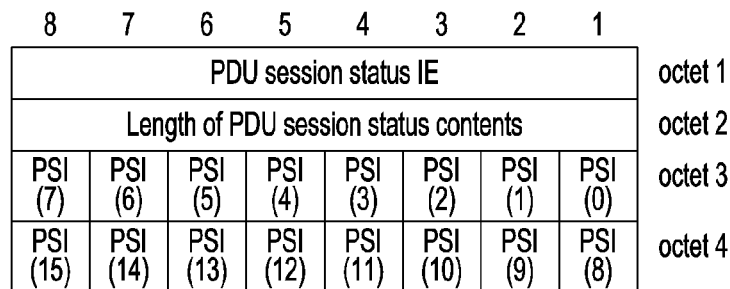 8 7 6 5 4 3 2 1
PDU session status IE octet 1
Length of PDU session status contents octet 2
PSI PSI PSI PSI PSI PSI PSI PSI octet 3
(7) (6) (5) (4) (3) (2) (1) (0)
PSI PSI PSI PSI PSI PSI PSI PSI octet 4
(15) (14) (13) (12) (11) (10) (9) (8)